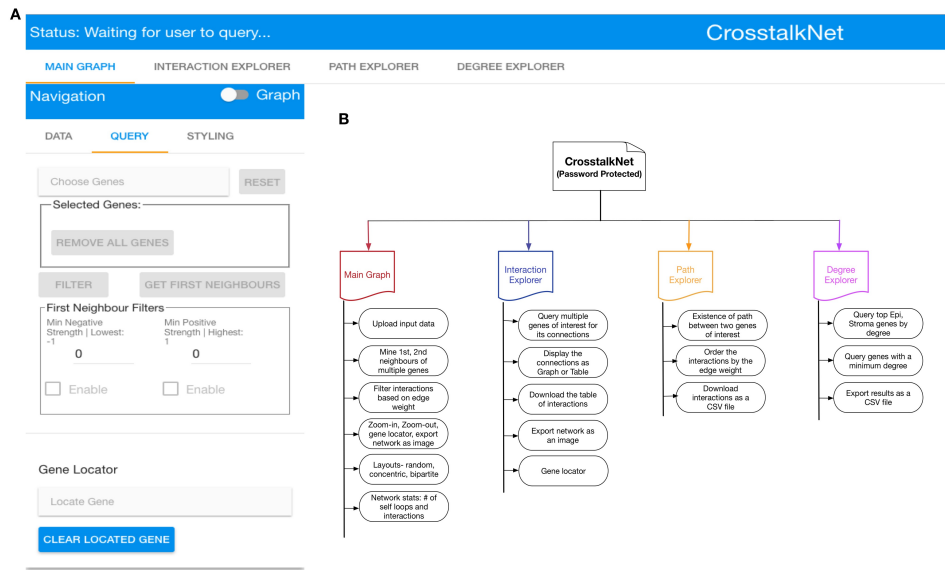 A
Status: Waiting for user to query...
CrosstalkNet
MAIN GRAPH
INTERACTION EXPLORER
PATH EXPLORER
DEGREE EXPLORER
Navigation
Graph
DATA
QUERY
STYLING
Choose Genes
RESET
Selected Genes:
REMOVE ALL GENES
FILTER
GET FIRST NEIGHBOURS
First Neighbour Filters
Min Negative
Strength | Lowest:
-1
0
Enable
Min Positive
Strength | Highest:
1
0
Enable
Gene Locator
Locate Gene
CLEAR LOCATED GENE
B
CrosstalkNet
(Password Protected)
Main Graph
Upload input data
Mine 1st, 2nd
neighbours of
multiple genes
Filter interactions
based on edge
weight
Zoom-in, Zoom-out,
gene locator, export
network as image
Layouts- random,
concentric, bipartite
Network stats: # of
self loops and
interactions
Interaction
Explorer
Query multiple
genes of interest for
its connections
Display the
connections as
Graph or Table
Download the table
of interactions
Export network as
an image
Gene locator
Path
Explorer
Existence of path
between two genes
of interest
Order the
interactions by the
edge weight
Download
interactions as a
CSV file
Degree
Explorer
Query top Epi,
Stroma genes by
degree
Query genes with a
minimum degree
Export results as a
CSV file